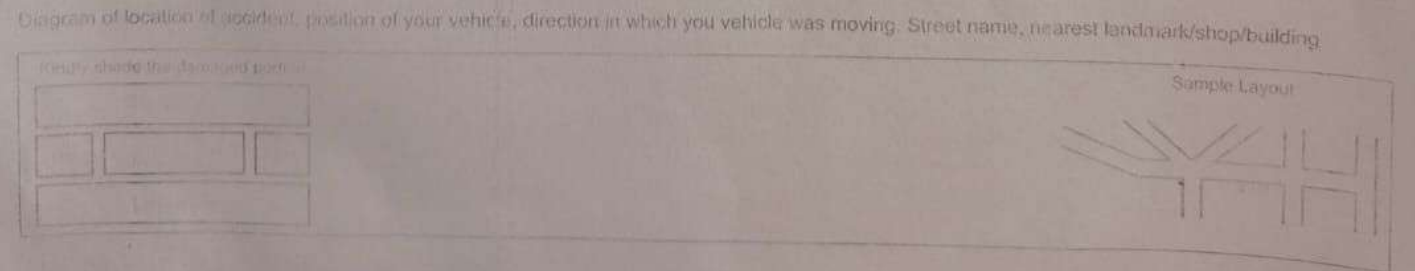 Diagram of location of accident, position of your vehicle, direction in which you vehicle was moving. Street name, nearest landmark/shop/building
Kindly shade the damaged portion
Sample Layout